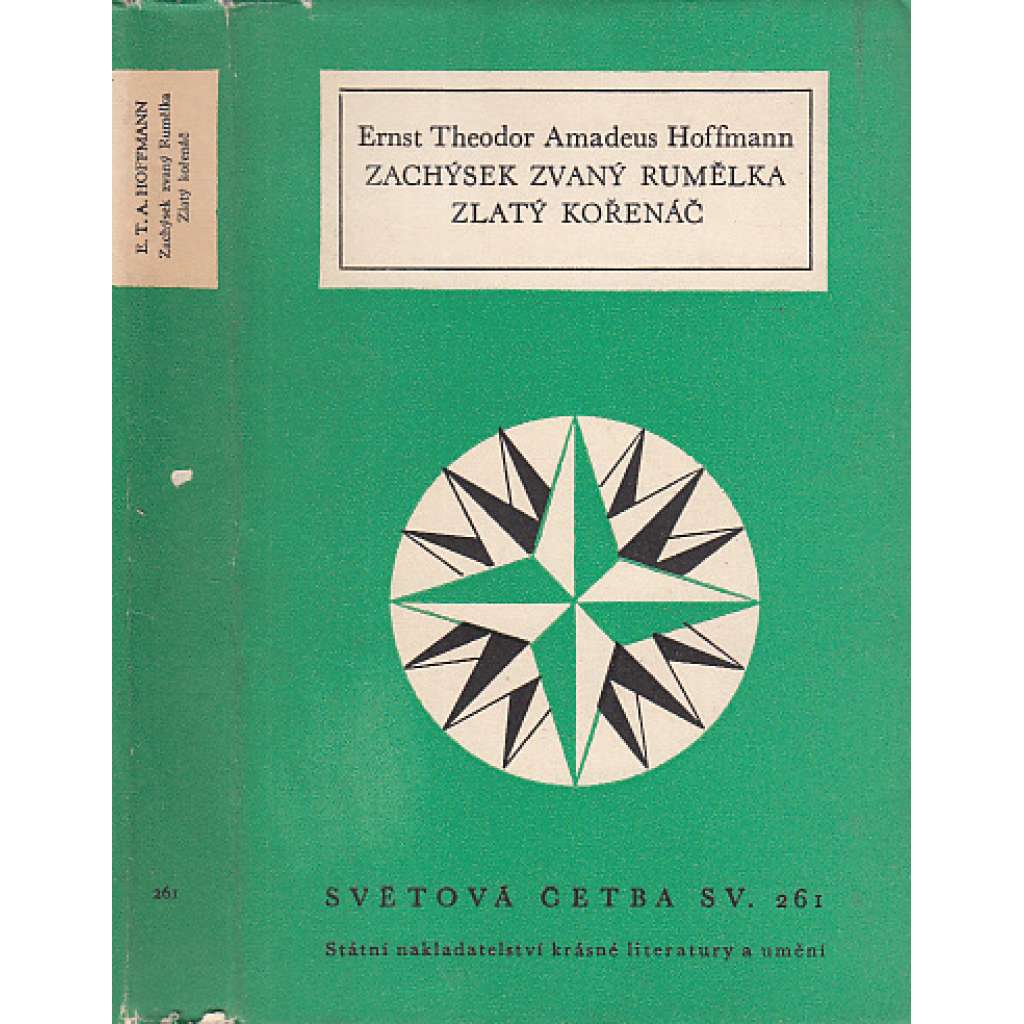 E. T. A. HOFFMANN
Zachýsek zvaný Rumělka
Zlatý kořenáč
261
Ernst Theodor Amadeus Hoffmann
ZACHÝSEK ZVANÝ RUMĚLKA
ZLATÝ KOŘENÁČ
SVĚTOVÁ ČETBA SV. 261
Státní nakladatelství krásné literatury a umění